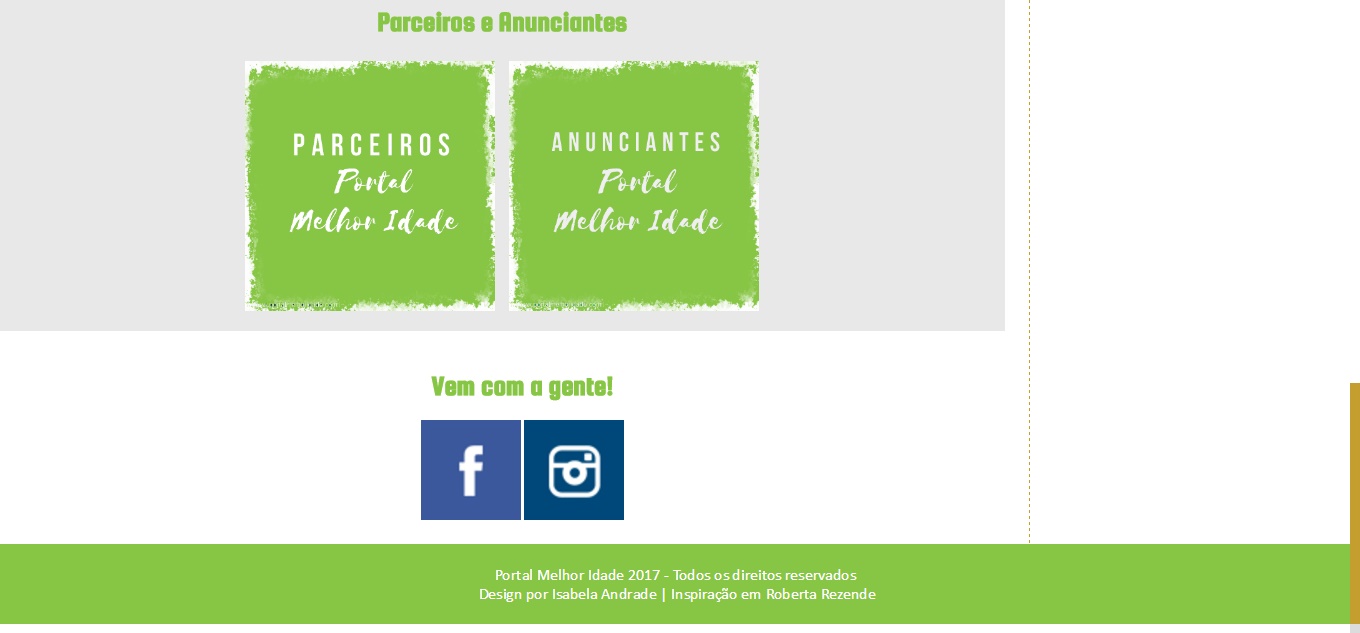 Parceiros e Anunciantes
PARCEIROS
Portal
Melhor Idade
ANUNCIANTES
Portal
Melhor Idade
Vem com a gente!
Portal Melhor Idade 2017 - Todos os direitos reservados
Design por Isabela Andrade | Inspiração em Roberta Rezende